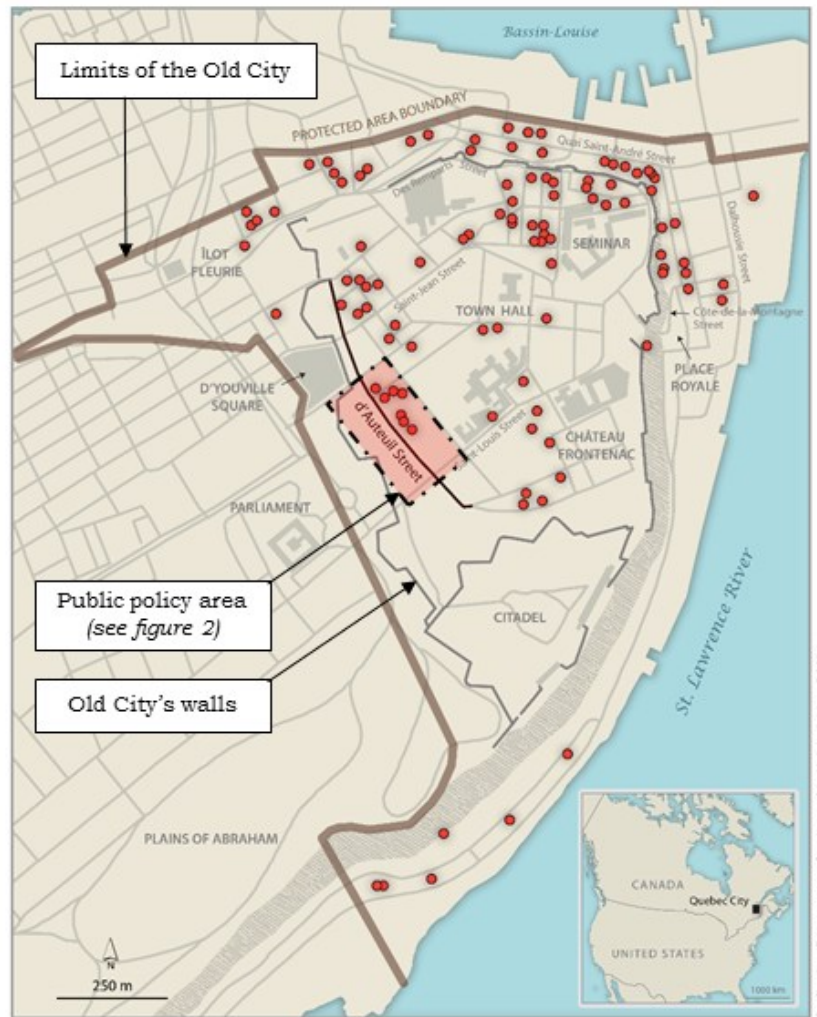 Bassin-Louise
Limits of the Old City
PROTECTED AREA BOUNDARY
Quai Saint-André Street
Des Remparts Street
Dalhousie Street
SEMINAR
ÎLOT
FLEURIE
Saint-Jean Street
TOWN HALL
Côte-de-la-Montagne
Street
PLACE
ROYALE
D'YOUVILLE
SQUARE
d'Auteuil Street
Saint-Louis Street
CHÂTEAU
FRONTENAC
PARLIAMENT
Public policy area
(see figure 2)
CITADEL
Old City's walls
St. Lawrence River
PLAINS OF ABRAHAM
N
250 m
CANADA
Quebec City
UNITED STATES
1000 km